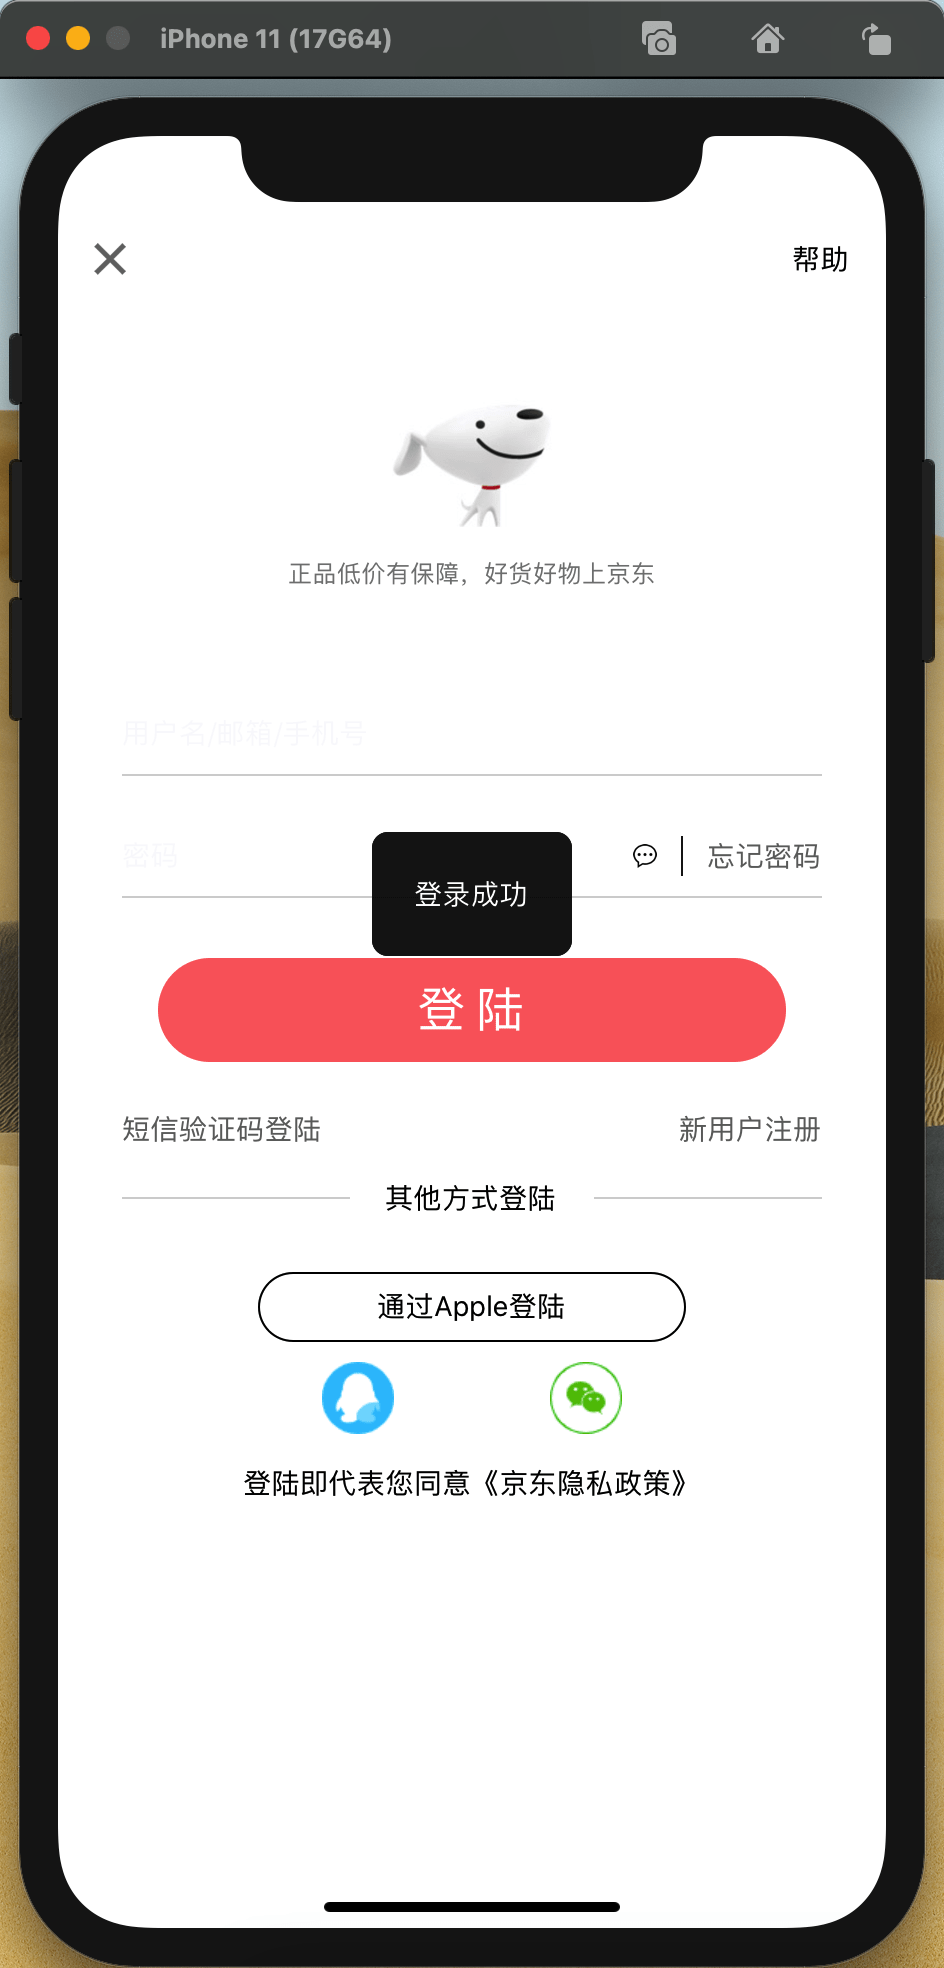 iPhone 11 (17G64)
帮助
正品低价有保障，好货好物上京东
用户名/邮箱/手机号
密码
忘记密码
登录成功
登 陆
短信验证码登陆
新用户注册
其他方式登陆
通过Apple登陆
登陆即代表您同意《京东隐私政策》